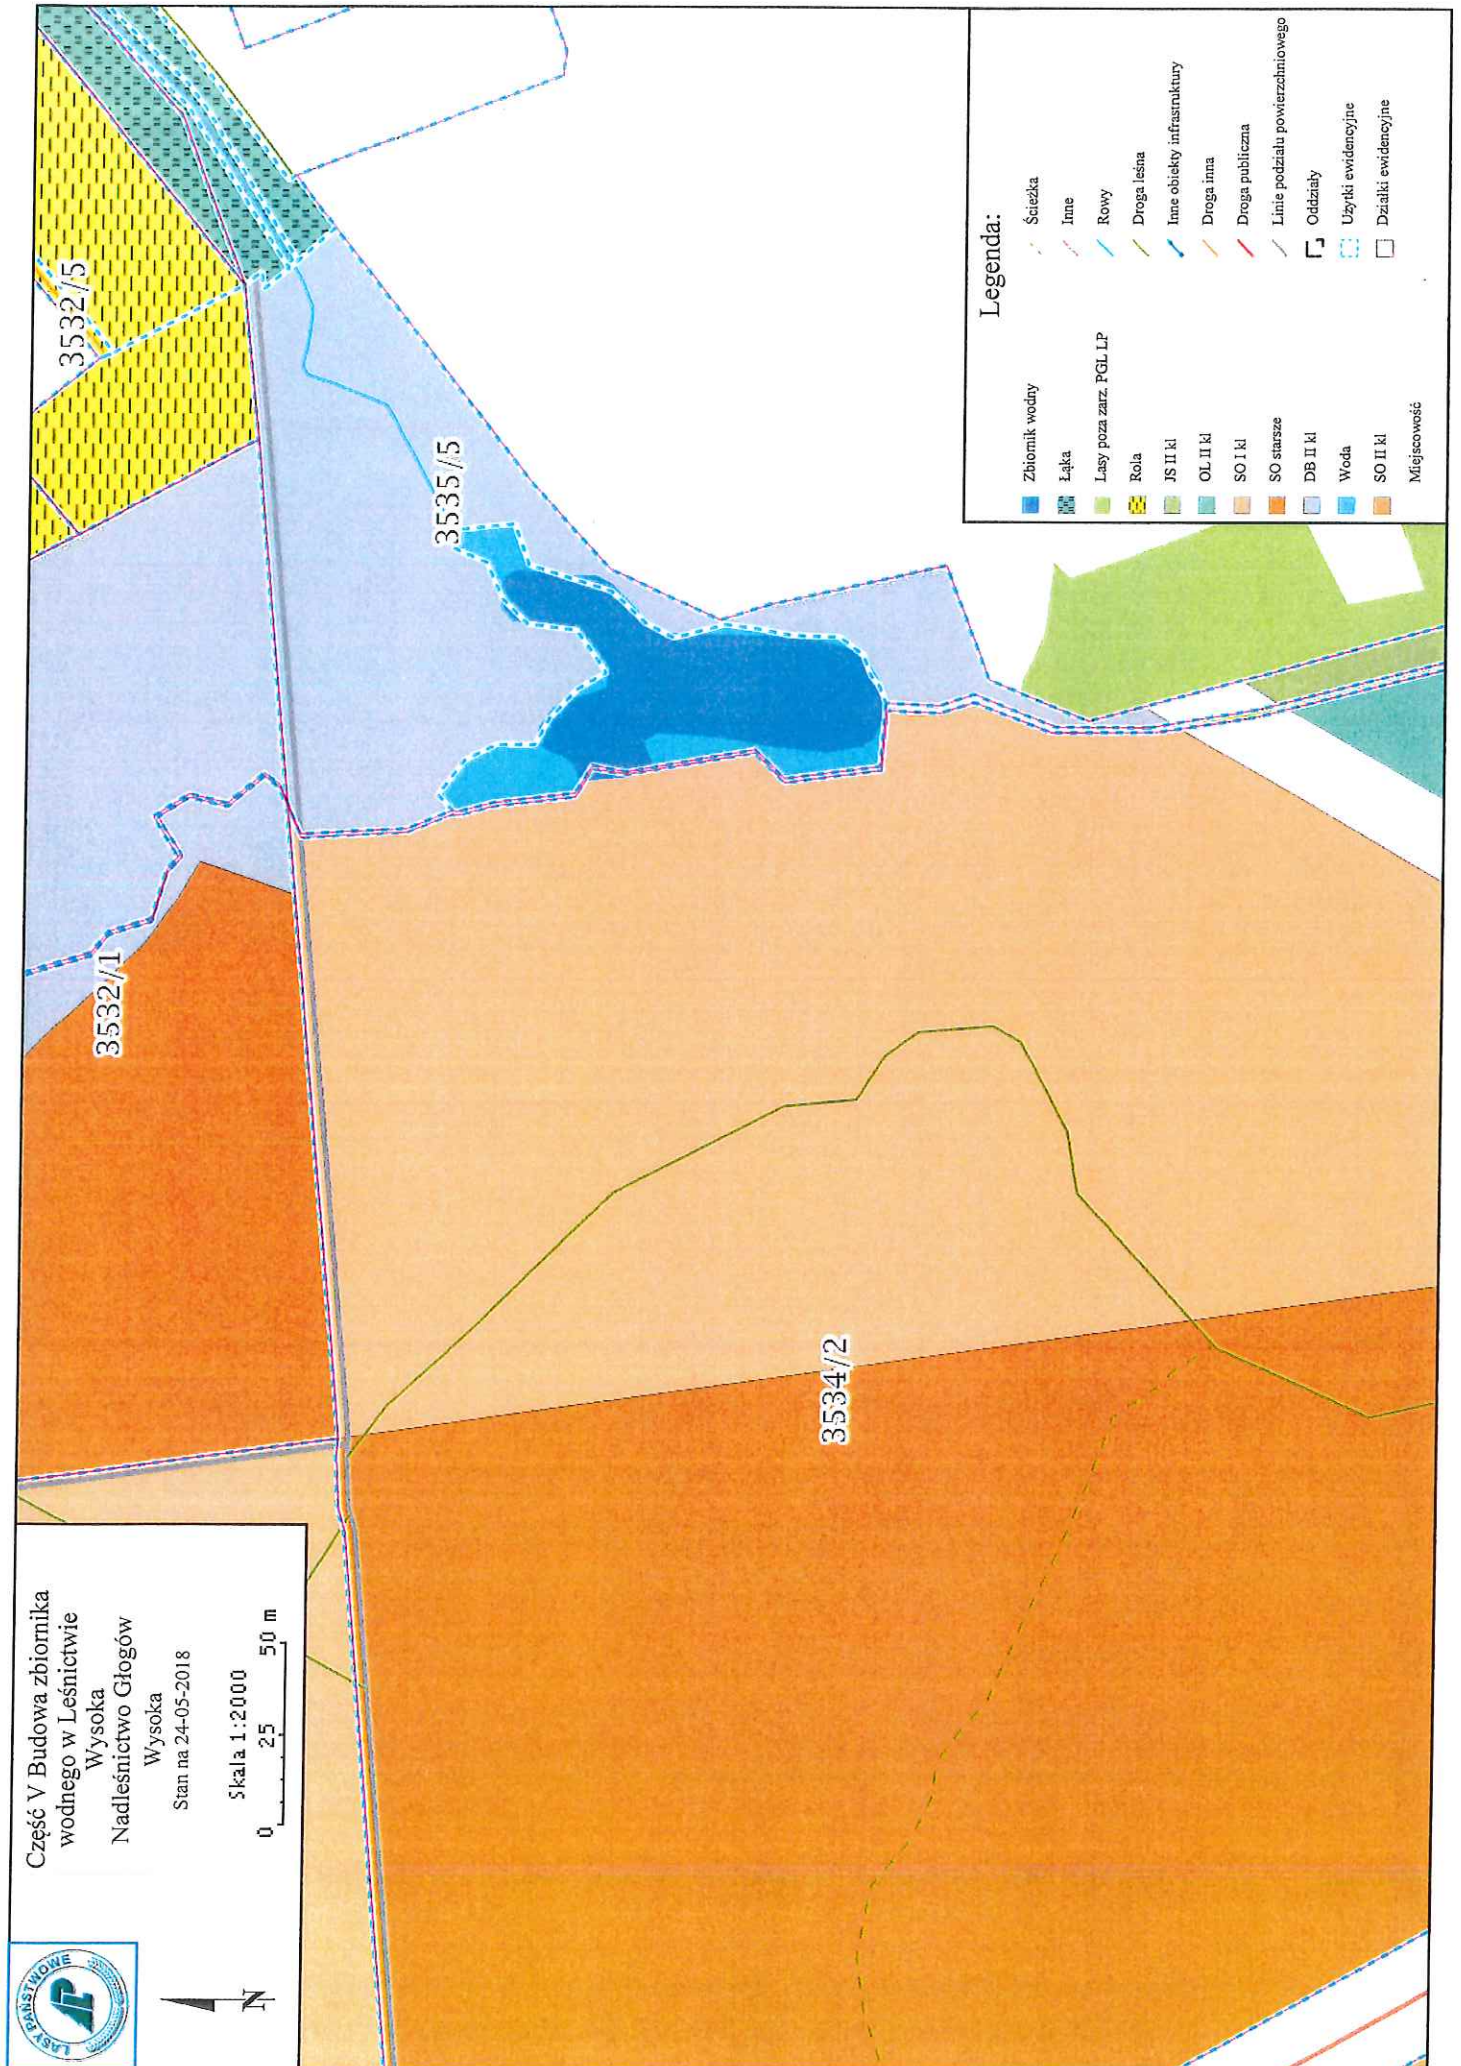 LASY PAŃSTWOWE
LP
N
Część V Budowa zbiornika
wodnego w Leśnictwie
Wysoka
Nadleśnictwo Głogów
Wysoka
Stan na 24-05-2018
Skala 1:2000
0 25 50 m
3532/1
3532/5
3535/5
3534/2
Legenda:
Zbiornik wodny
Łąka
Lasy poza zarz. PGL LP
Rola
JS II kl
OL II kl
SO I kl
SO starsze
DB II kl
Woda
SO II kl
Miejscowość
Ścieżka
Inne
Rowy
Droga leśna
Inne obiekty infrastruktury
Droga inna
Droga publiczna
Linie podziału powierzchniowego
Oddziały
Użytki ewidencyjne
Działki ewidencyjne